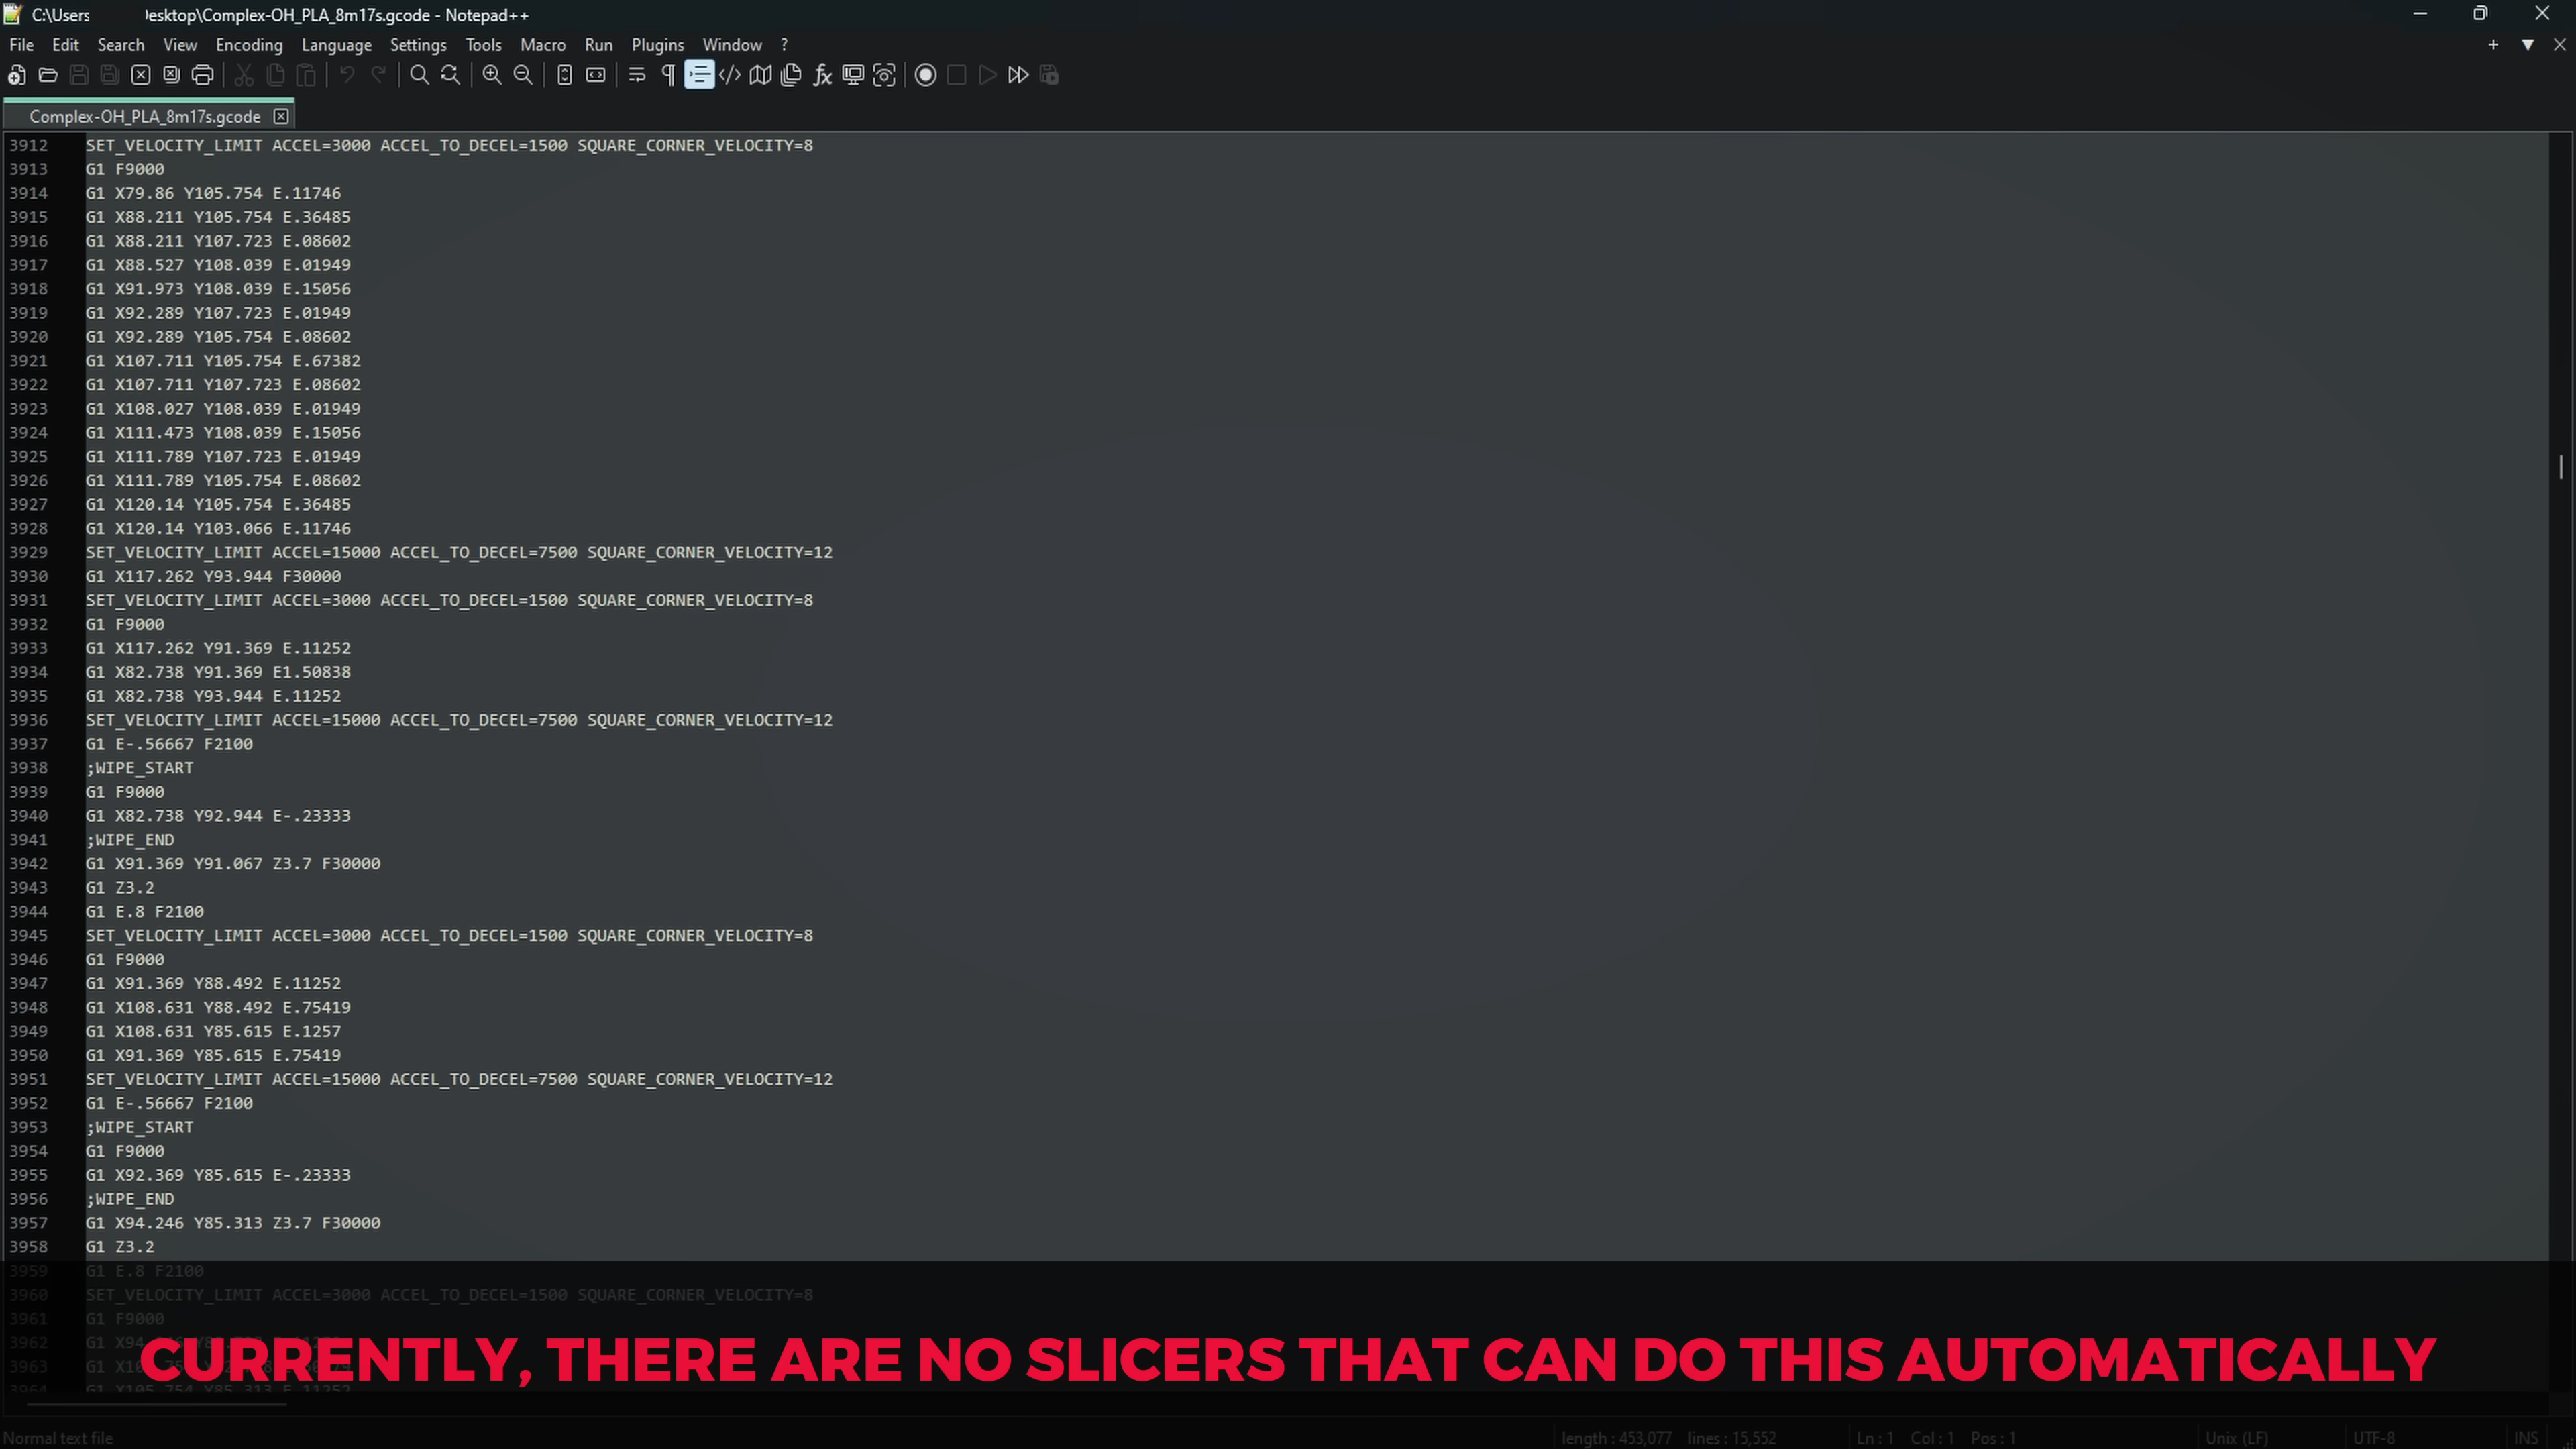 C:\Users esktop\Complex-OH_PLA_8m17s.gcode - Notepad++
File Edit Search View Encoding Language Settings Tools Macro Run Plugins Window ?
Complex-OH_PLA_8m17s.gcode
3912 SET_VELOCITY_LIMIT ACCEL=3000 ACCEL_TO_DECEL=1500 SQUARE_CORNER_VELOCITY=8
3913 G1 F9000
3914 G1 X79.86 Y105.754 E.11746
3915 G1 X88.211 Y105.754 E.36485
3916 G1 X88.211 Y107.723 E.08602
3917 G1 X88.527 Y108.039 E.01949
3918 G1 X91.973 Y108.039 E.15056
3919 G1 X92.289 Y107.723 E.01949
3920 G1 X92.289 Y105.754 E.08602
3921 G1 X107.711 Y105.754 E.67382
3922 G1 X107.711 Y107.723 E.08602
3923 G1 X108.027 Y108.039 E.01949
3924 G1 X111.473 Y108.039 E.15056
3925 G1 X111.789 Y107.723 E.01949
3926 G1 X111.789 Y105.754 E.08602
3927 G1 X120.14 Y105.754 E.36485
3928 G1 X120.14 Y103.066 E.11746
3929 SET_VELOCITY_LIMIT ACCEL=15000 ACCEL_TO_DECEL=7500 SQUARE_CORNER_VELOCITY=12
3930 G1 X117.262 Y93.944 F30000
3931 SET_VELOCITY_LIMIT ACCEL=3000 ACCEL_TO_DECEL=1500 SQUARE_CORNER_VELOCITY=8
3932 G1 F9000
3933 G1 X117.262 Y91.369 E.11252
3934 G1 X82.738 Y91.369 E1.50838
3935 G1 X82.738 Y93.944 E.11252
3936 SET_VELOCITY_LIMIT ACCEL=15000 ACCEL_TO_DECEL=7500 SQUARE_CORNER_VELOCITY=12
3937 G1 E-.56667 F2100
3938 ;WIPE_START
3939 G1 F9000
3940 G1 X82.738 Y92.944 E-.23333
3941 ;WIPE_END
3942 G1 X91.369 Y91.067 Z3.7 F30000
3943 G1 Z3.2
3944 G1 E.8 F2100
3945 SET_VELOCITY_LIMIT ACCEL=3000 ACCEL_TO_DECEL=1500 SQUARE_CORNER_VELOCITY=8
3946 G1 F9000
3947 G1 X91.369 Y88.492 E.11252
3948 G1 X108.631 Y88.492 E.75419
3949 G1 X108.631 Y85.615 E.1257
3950 G1 X91.369 Y85.615 E.75419
3951 SET_VELOCITY_LIMIT ACCEL=15000 ACCEL_TO_DECEL=7500 SQUARE_CORNER_VELOCITY=12
3952 G1 E-.56667 F2100
3953 ;WIPE_START
3954 G1 F9000
3955 G1 X92.369 Y85.615 E-.23333
3956 ;WIPE_END
3957 G1 X94.246 Y85.313 Z3.7 F30000
3958 G1 Z3.2
3959 G1 E.8 F2100
3960 SET_VELOCITY_LIMIT ACCEL=3000 ACCEL_TO_DECEL=1500 SQUARE_CORNER_VELOCITY=8
3961 G1 F9000
3962 G1
3963 G1
3964 G1 X105.754 Y85.313 E.11252
CURRENTLY, THERE ARE NO SLICERS THAT CAN DO THIS AUTOMATICALLY
Normal text file length : 453,077 lines : 15,552 Ln : 1 Col : 1 Pos : 1 Unix (LF) UTF-8 INS